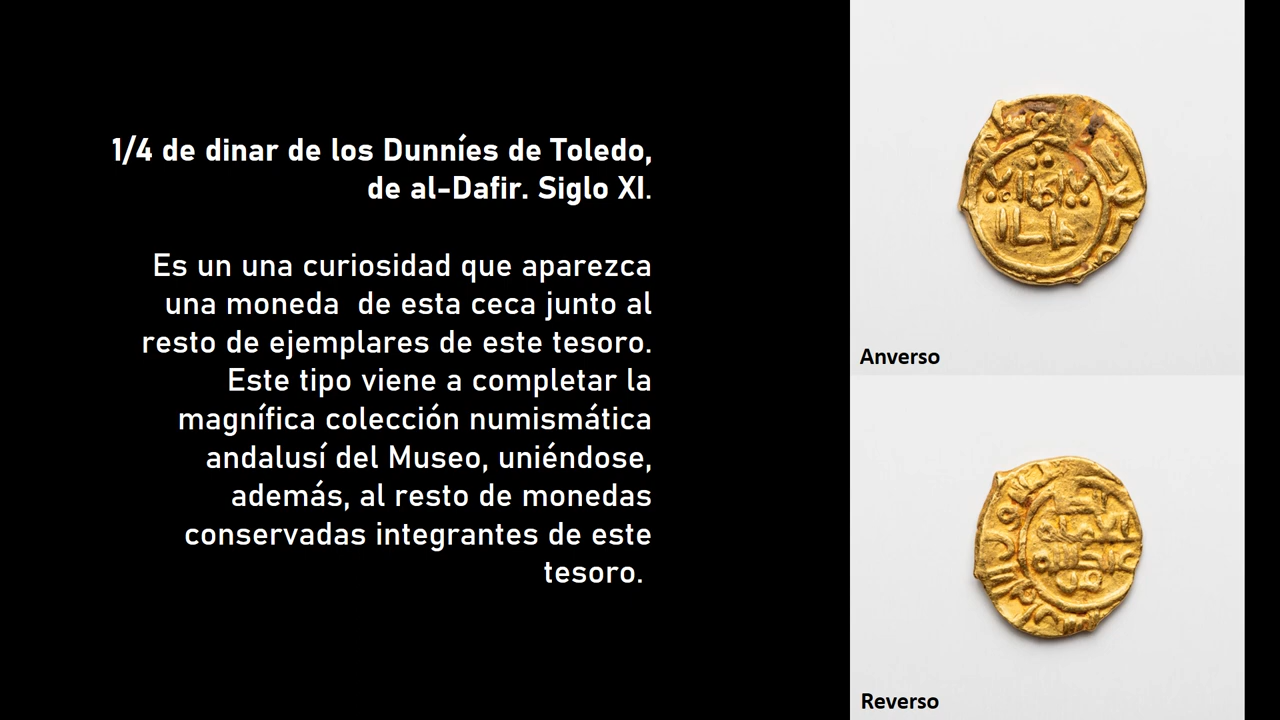 1/4 de dinar de los Dunníes de Toledo,
de al-Dafir. Siglo XI.
Es un una curiosidad que aparezca
una moneda de esta ceca junto al
resto de ejemplares de este tesoro.
Este tipo viene a completar la
magnífica colección numismática
andalusí del Museo, uniéndose,
además, al resto de monedas
conservadas integrantes de este
tesoro.
Anverso
Reverso